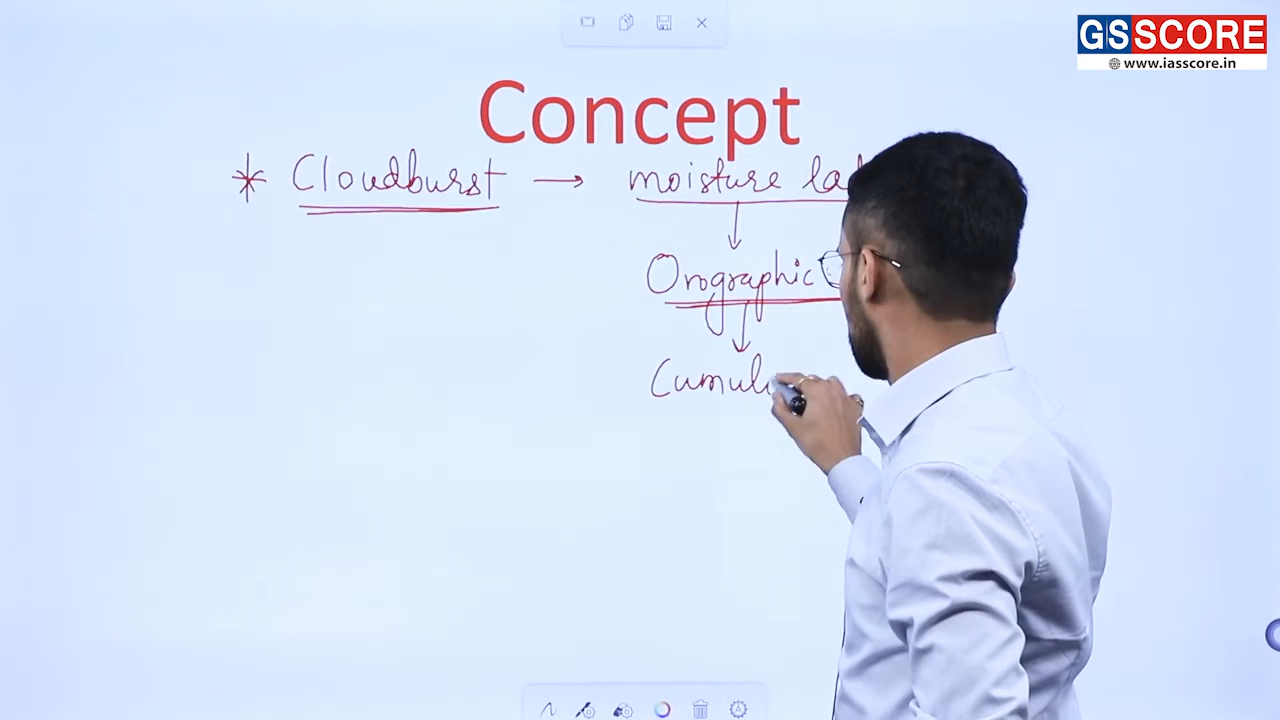 GSSCORE
www.iasscore.in
Concept
* Cloudburst → moisture la
Orographic
Cumul